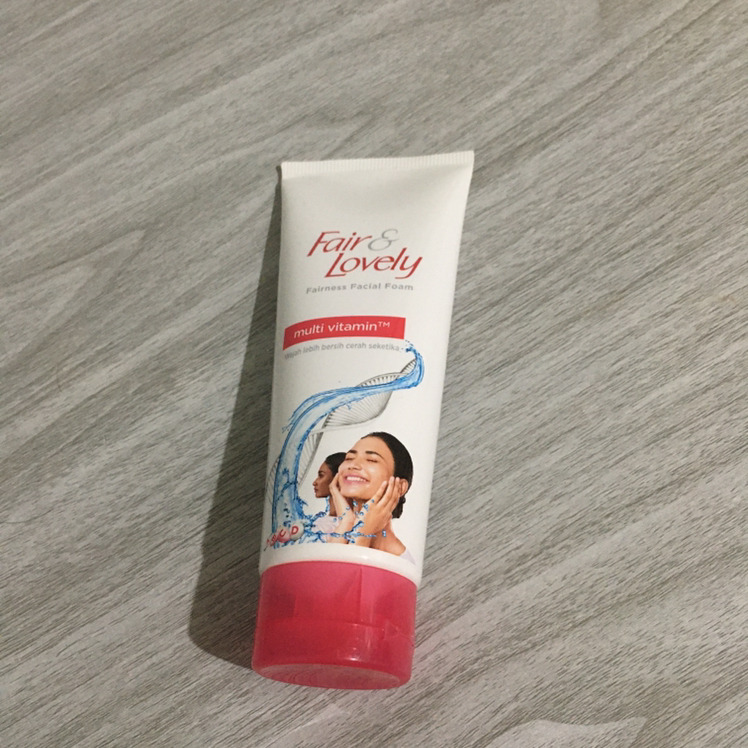 Fair &
Lovely
Fairness Facial Foam
multi vitamin™
Wajah lebih bersih cerah seketika